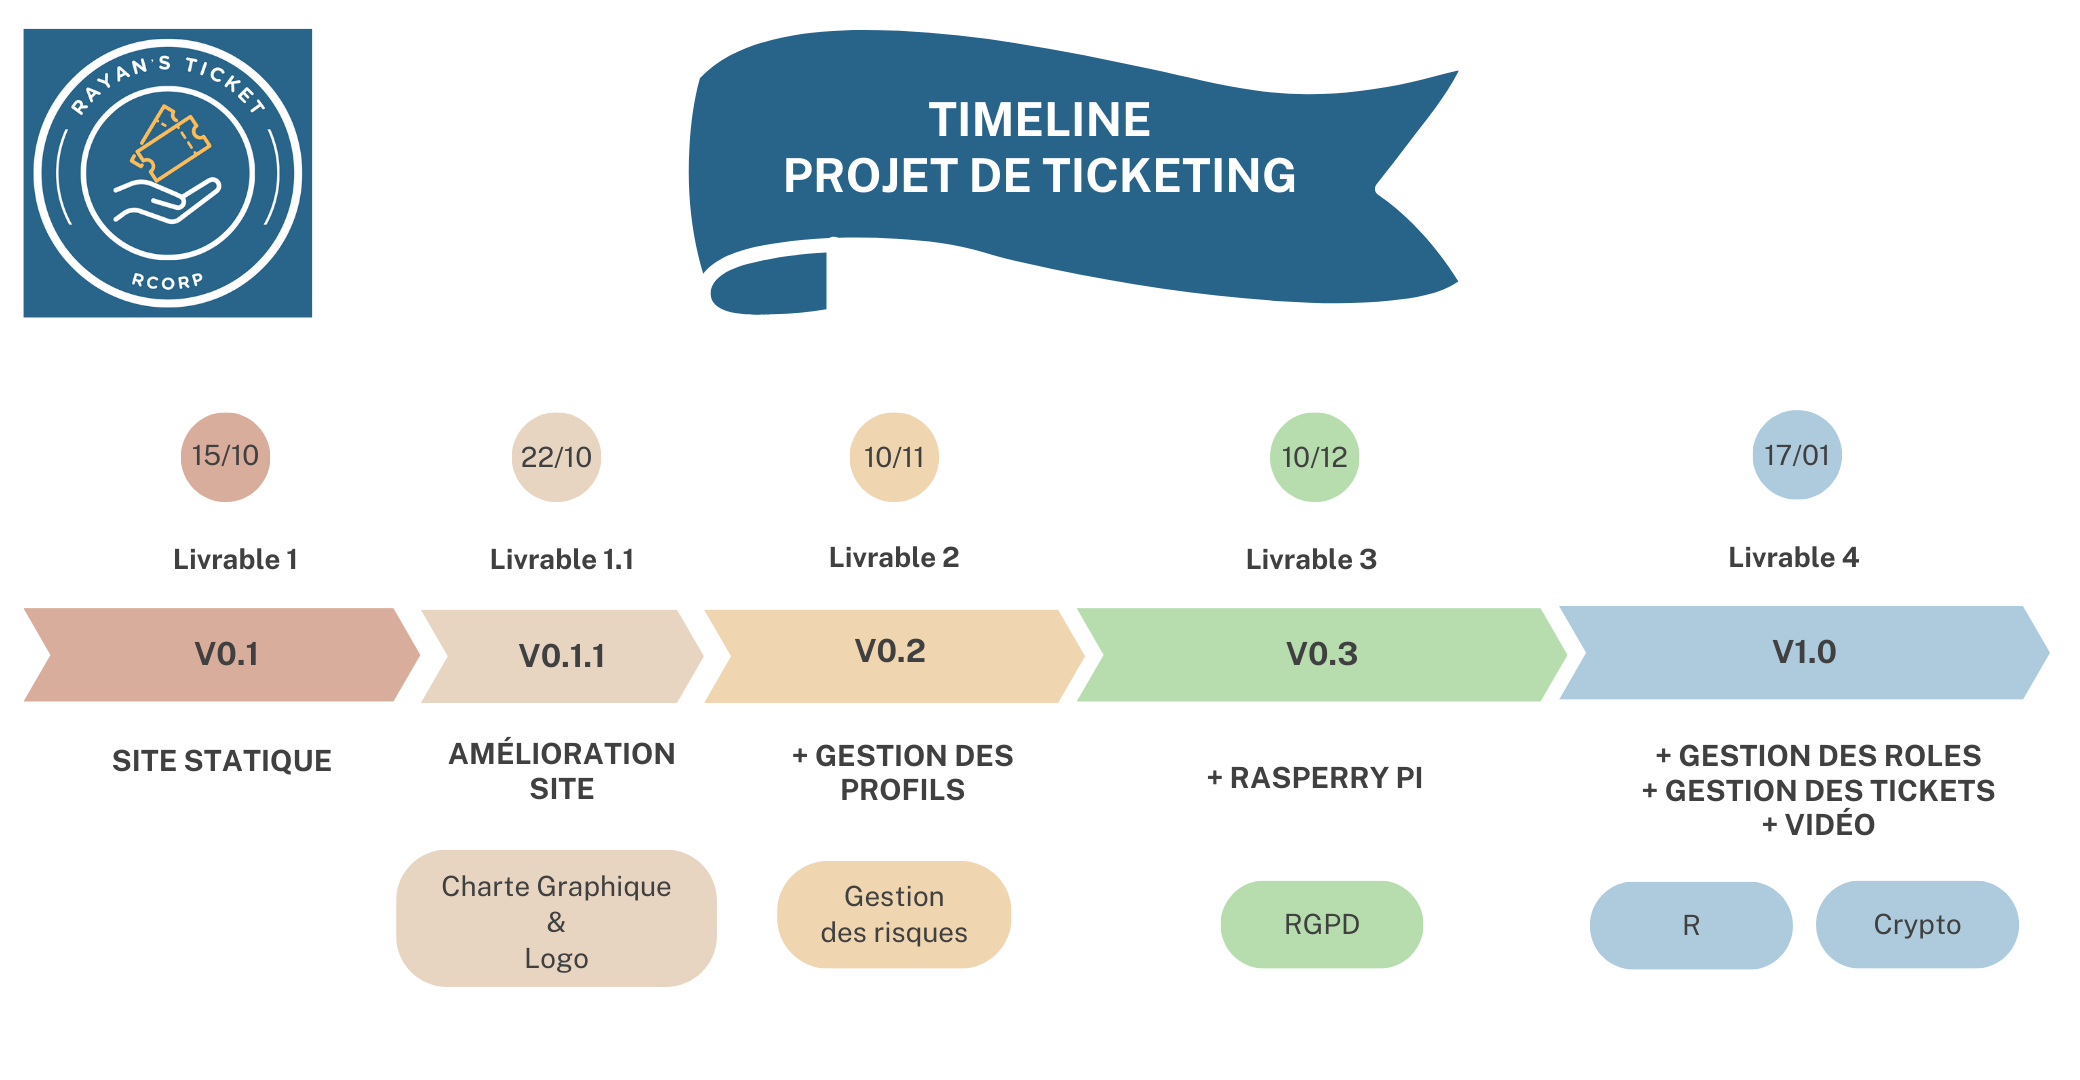 RAYAN'S TICKET
RCORP
TIMELINE
PROJET DE TICKETING
15/10
22/10
10/11
10/12
17/01
Livrable 1
Livrable 1.1
Livrable 2
Livrable 3
Livrable 4
V0.1
V0.1.1
V0.2
V0.3
V1.0
SITE STATIQUE
AMÉLIORATION
SITE
+ GESTION DES
PROFILS
+ RASPERRY PI
+ GESTION DES ROLES
+ GESTION DES TICKETS
+ VIDÉO
Charte Graphique
&
Logo
Gestion
des risques
RGPD
R
Crypto